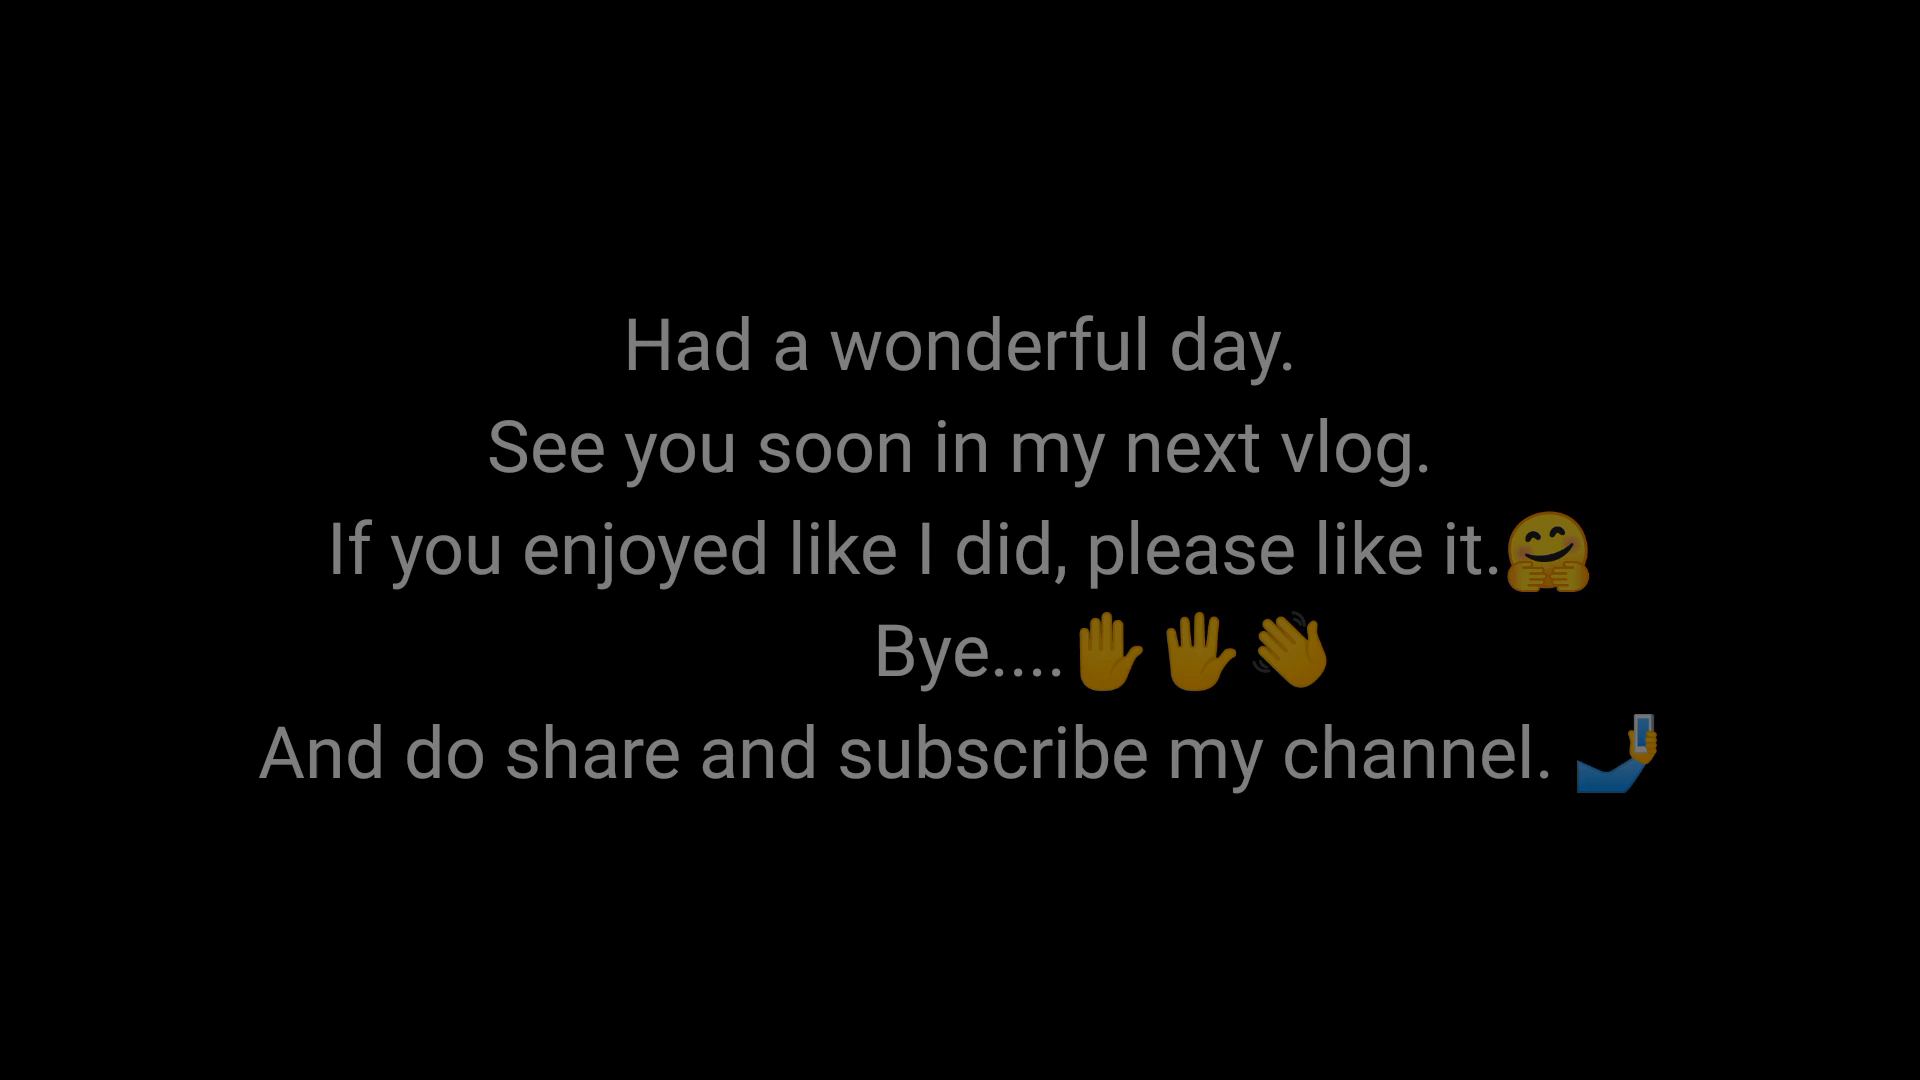 Had a wonderful day.
See you soon in my next vlog.
If you enjoyed like I did, please like it.🤗
Bye....✋🖐👋
And do share and subscribe my channel. 🤳